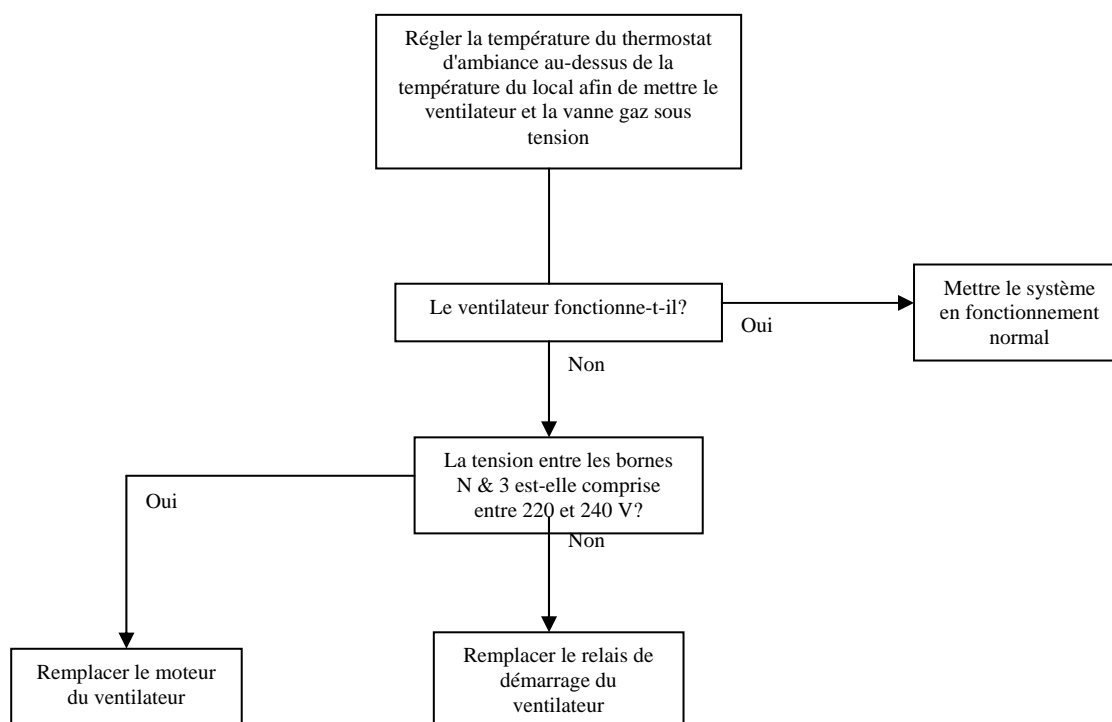 Régler la température du thermostat
d'ambiance au-dessus de la
température du local afin de mettre le
ventilateur et la vanne gaz sous
tension
Le ventilateur fonctionne-t-il?
Oui
Mettre le système
en fonctionnement
normal
Non
La tension entre les bornes
N & 3 est-elle comprise
entre 220 et 240 V?
Oui
Non
Remplacer le moteur
du ventilateur
Remplacer le relais de
démarrage du
ventilateur